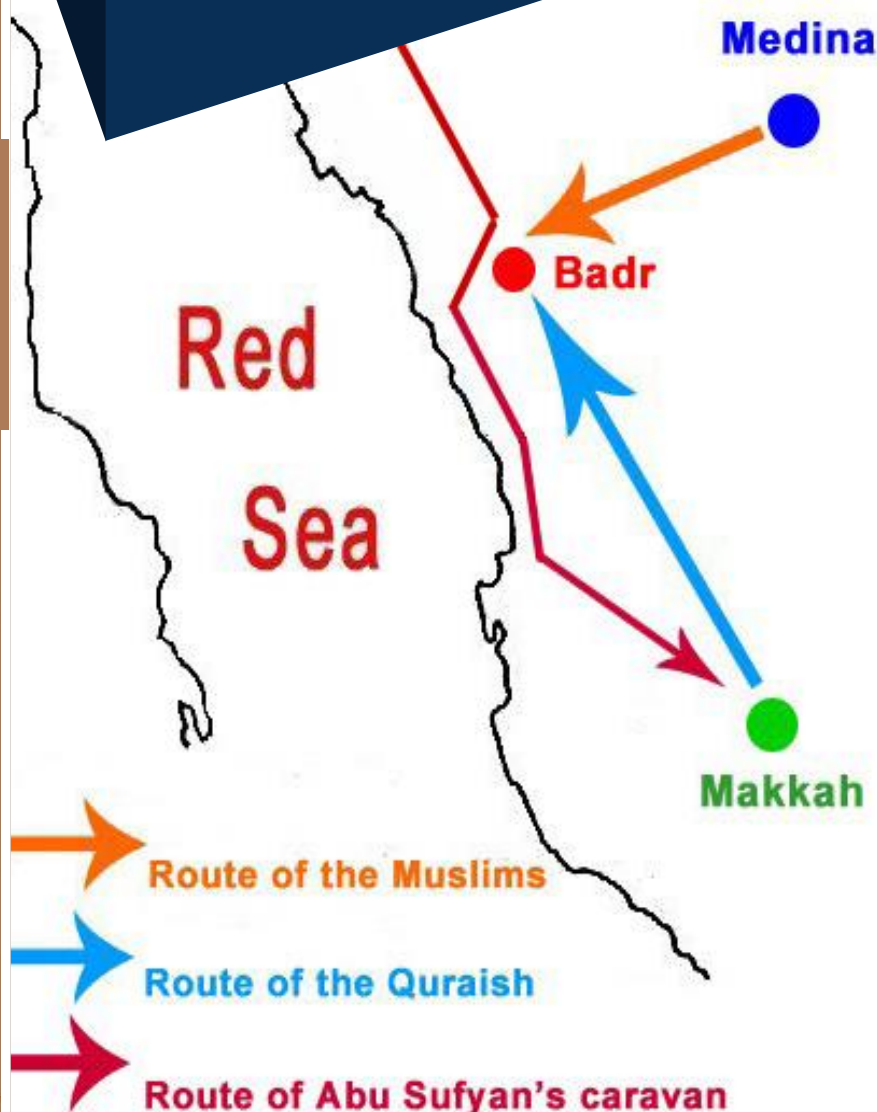 Medina
Badr
Red
Sea
Makkah
Route of the Muslims
Route of the Quraish
Route of Abu Sufyan's caravan